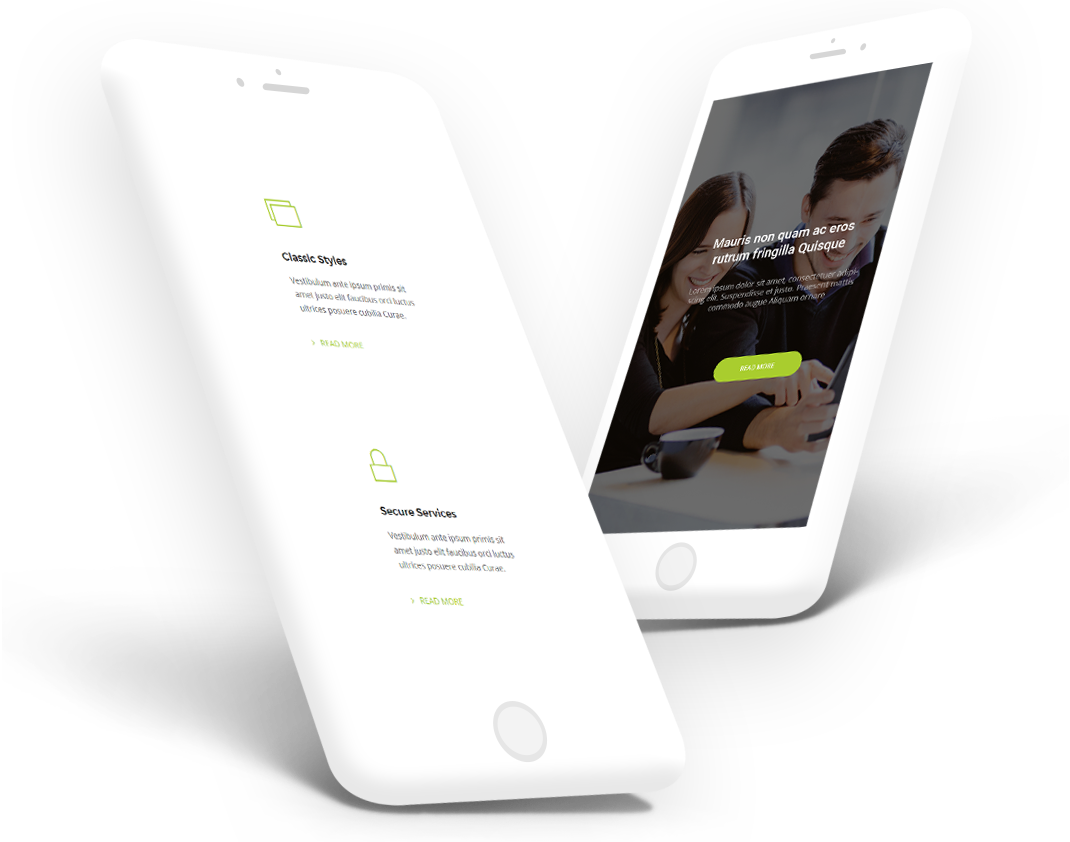 Classic Styles
Vestibulum ante ipsum primis sit
amet justo elit faucibus orci luctus
ultrices posuere cubilia Curae.
› READ MORE
Secure Services
Vestibulum ante ipsum primis sit
amet justo elit faucibus orci luctus
ultrices posuere cubilia Curae.
› READ MORE
Mauris non quam ac eros
rutrum fringilla Quisque
Lorem ipsum dolor sit amet, consectetuer adipi-
scing elit. Suspendisse et justo. Praesent mattis
commodo augue Aliquam ornare
READ MORE